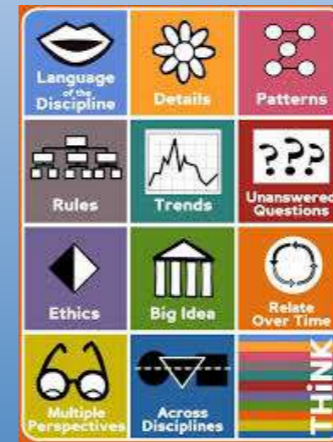 Language
of the
Discipline
Details
Patterns
Rules
Trends
???
Unanswered
Questions
Ethics
Big Idea
Relate
Over Time
Multiple
Perspectives
Across
Disciplines
THiNK